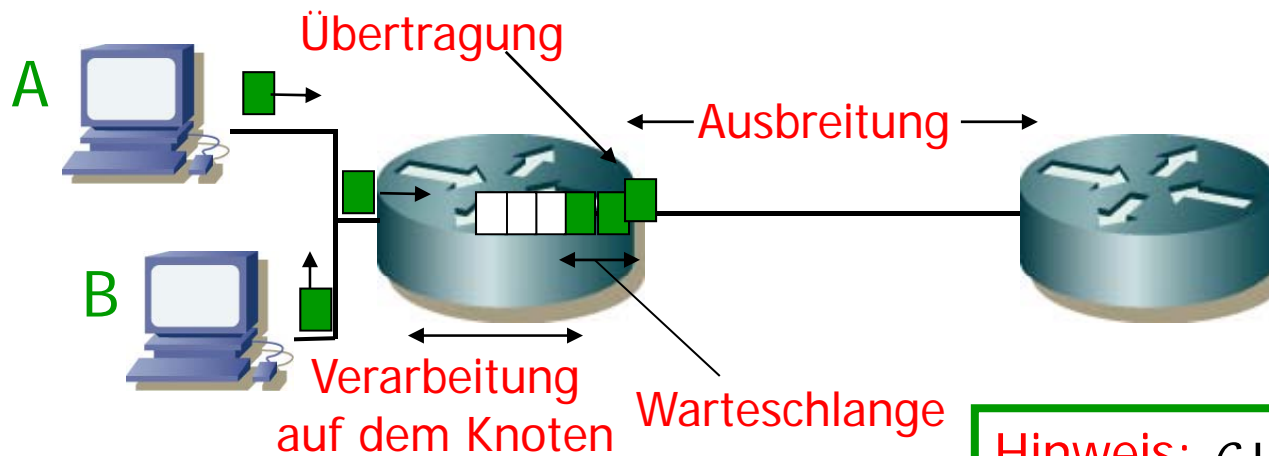 Übertragung
A
Ausbreitung
B
Verarbeitung
auf dem Knoten
Warteschlange
Hinweis: